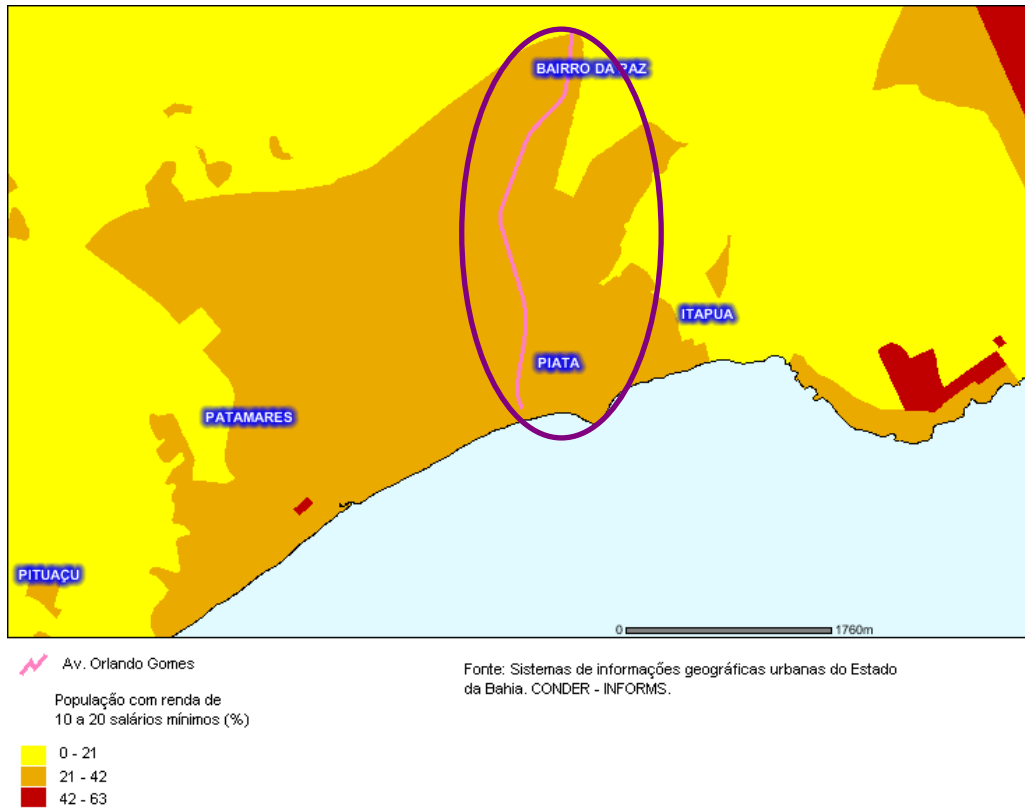 BAIRRO DA PAZ
ITAPUA
PIATA
PATAMARES
PITUAÇU
0 1760m
Av. Orlando Gomes
Fonte: Sistemas de informações geográficas urbanas do Estado
da Bahia. CONDER - INFORMS.
População com renda de
10 a 20 salários mínimos (%)
0 - 21
21 - 42
42 - 63